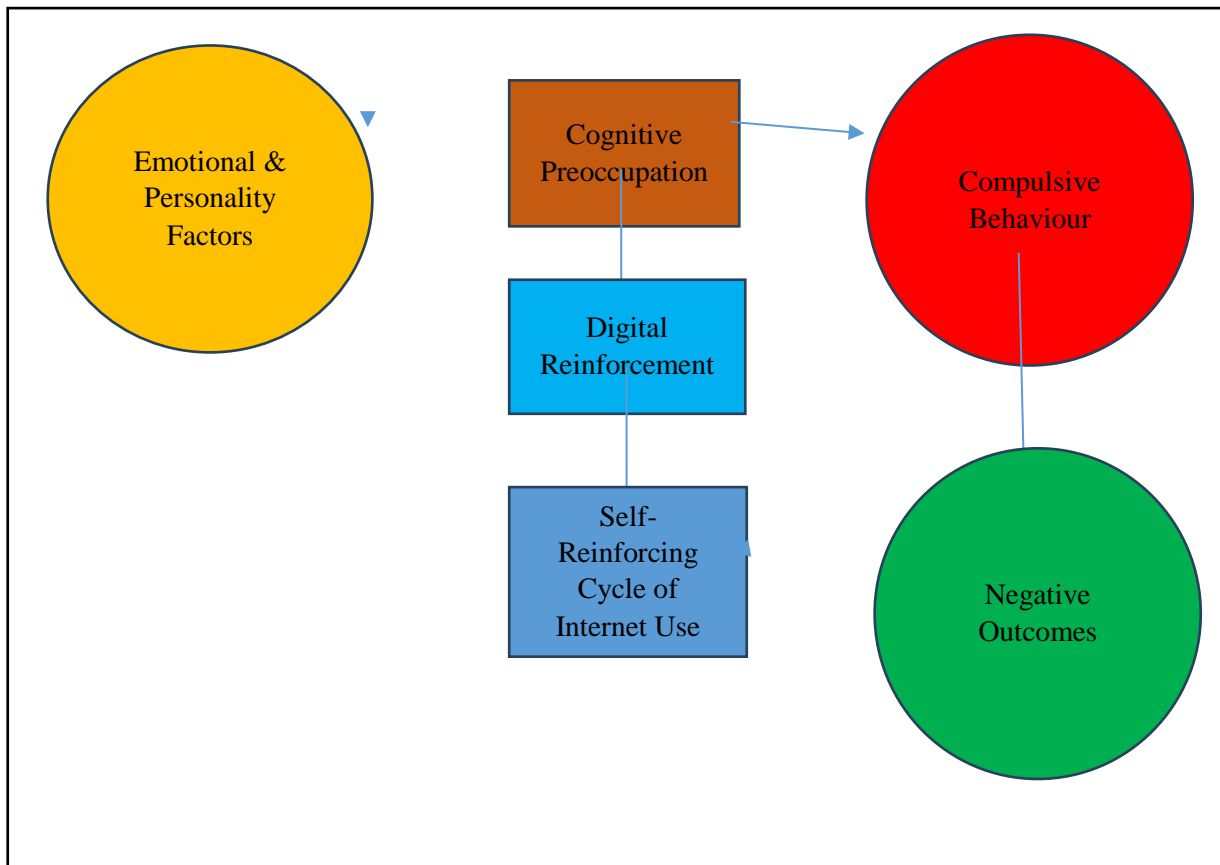 Emotional &
Personality
Factors
Cognitive
Preoccupation
Compulsive
Behaviour
Digital
Reinforcement
Self-
Reinforcing
Cycle of
Internet Use
Negative
Outcomes